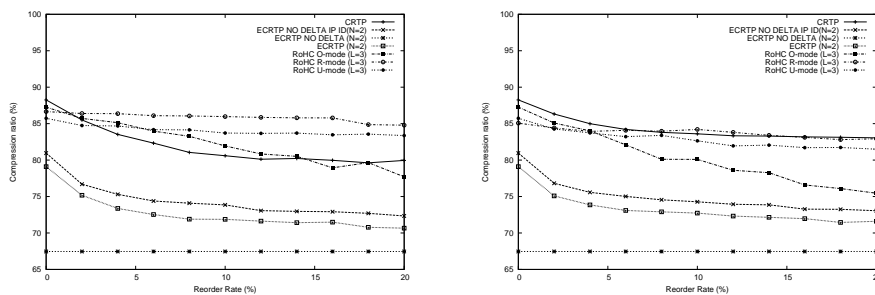 100
95
90
85
80
75
70
65
0
5
10
15
20
Compression ratio (%)
Reorder Rate (%)
CRTP
ECRTP NO DELTA IP ID(N=2)
ECRTP NO DELTA (N=2)
ECRTP (N=2)
RoHC O-mode (L=3)
RoHC R-mode (L=3)
RoHC U-mode (L=3)
100
95
90
85
80
75
70
65
0
5
10
15
20
Compression ratio (%)
Reorder Rate (%)
CRTP
ECRTP NO DELTA IP ID(N=2)
ECRTP NO DELTA (N=2)
ECRTP (N=2)
RoHC O-mode (L=3)
RoHC R-mode (L=3)
RoHC U-mode (L=3)